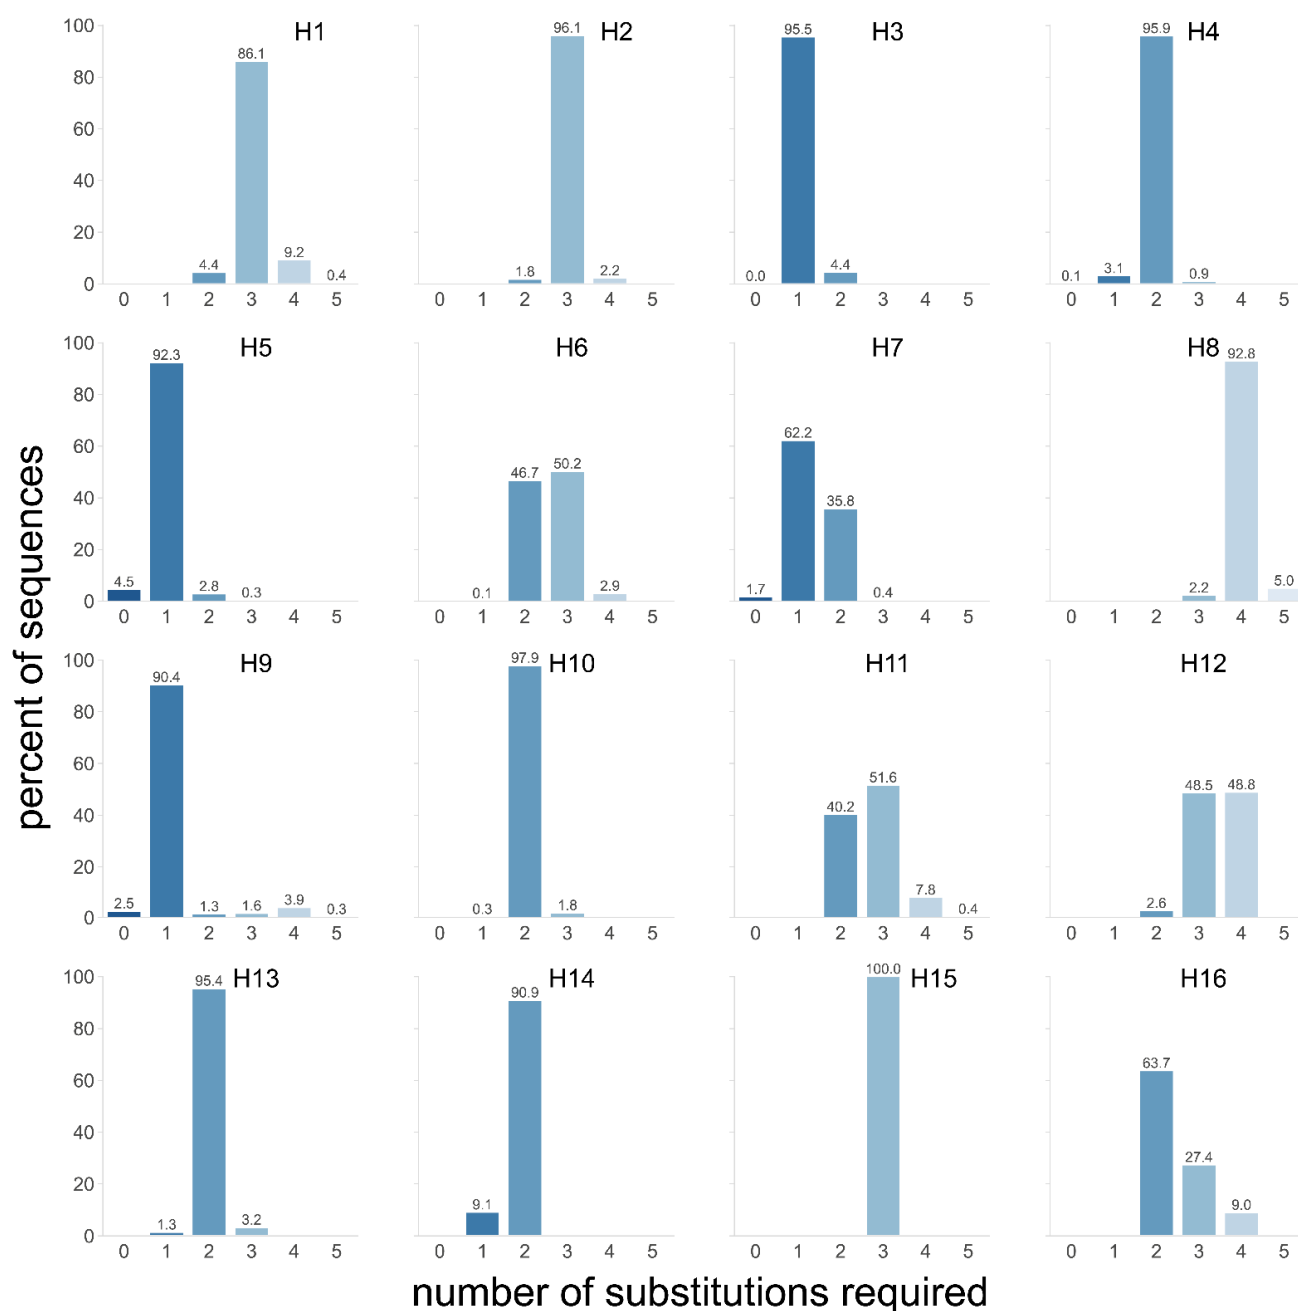 percent of sequences
H1
100
80
60
40
20
0
4.4
86.1
9.2
0.4
0 1 2 3 4 5
H2
1.8
96.1
2.2
0 1 2 3 4 5
H3
0.0
95.5
4.4
0 1 2 3 4 5
H4
0.1
3.1
95.9
0.9
0 1 2 3 4 5
H5
100
80
60
40
20
0
4.5
92.3
2.8
0.3
0 1 2 3 4 5
H6
0.1
46.7
50.2
2.9
0 1 2 3 4 5
H7
1.7
62.2
35.8
0.4
0 1 2 3 4 5
H8
2.2
92.8
5.0
0 1 2 3 4 5
H9
100
80
60
40
20
0
2.5
90.4
1.3
1.6
3.9
0.3
0 1 2 3 4 5
H10
0.3
97.9
1.8
0 1 2 3 4 5
H11
40.2
51.6
7.8
0.4
0 1 2 3 4 5
H12
2.6
48.5
48.8
0 1 2 3 4 5
H13
100
80
60
40
20
0
1.3
95.4
3.2
0 1 2 3 4 5
H14
9.1
90.9
0 1 2 3 4 5
H15
100.0
0 1 2 3 4 5
H16
63.7
27.4
9.0
0 1 2 3 4 5
number of substitutions required